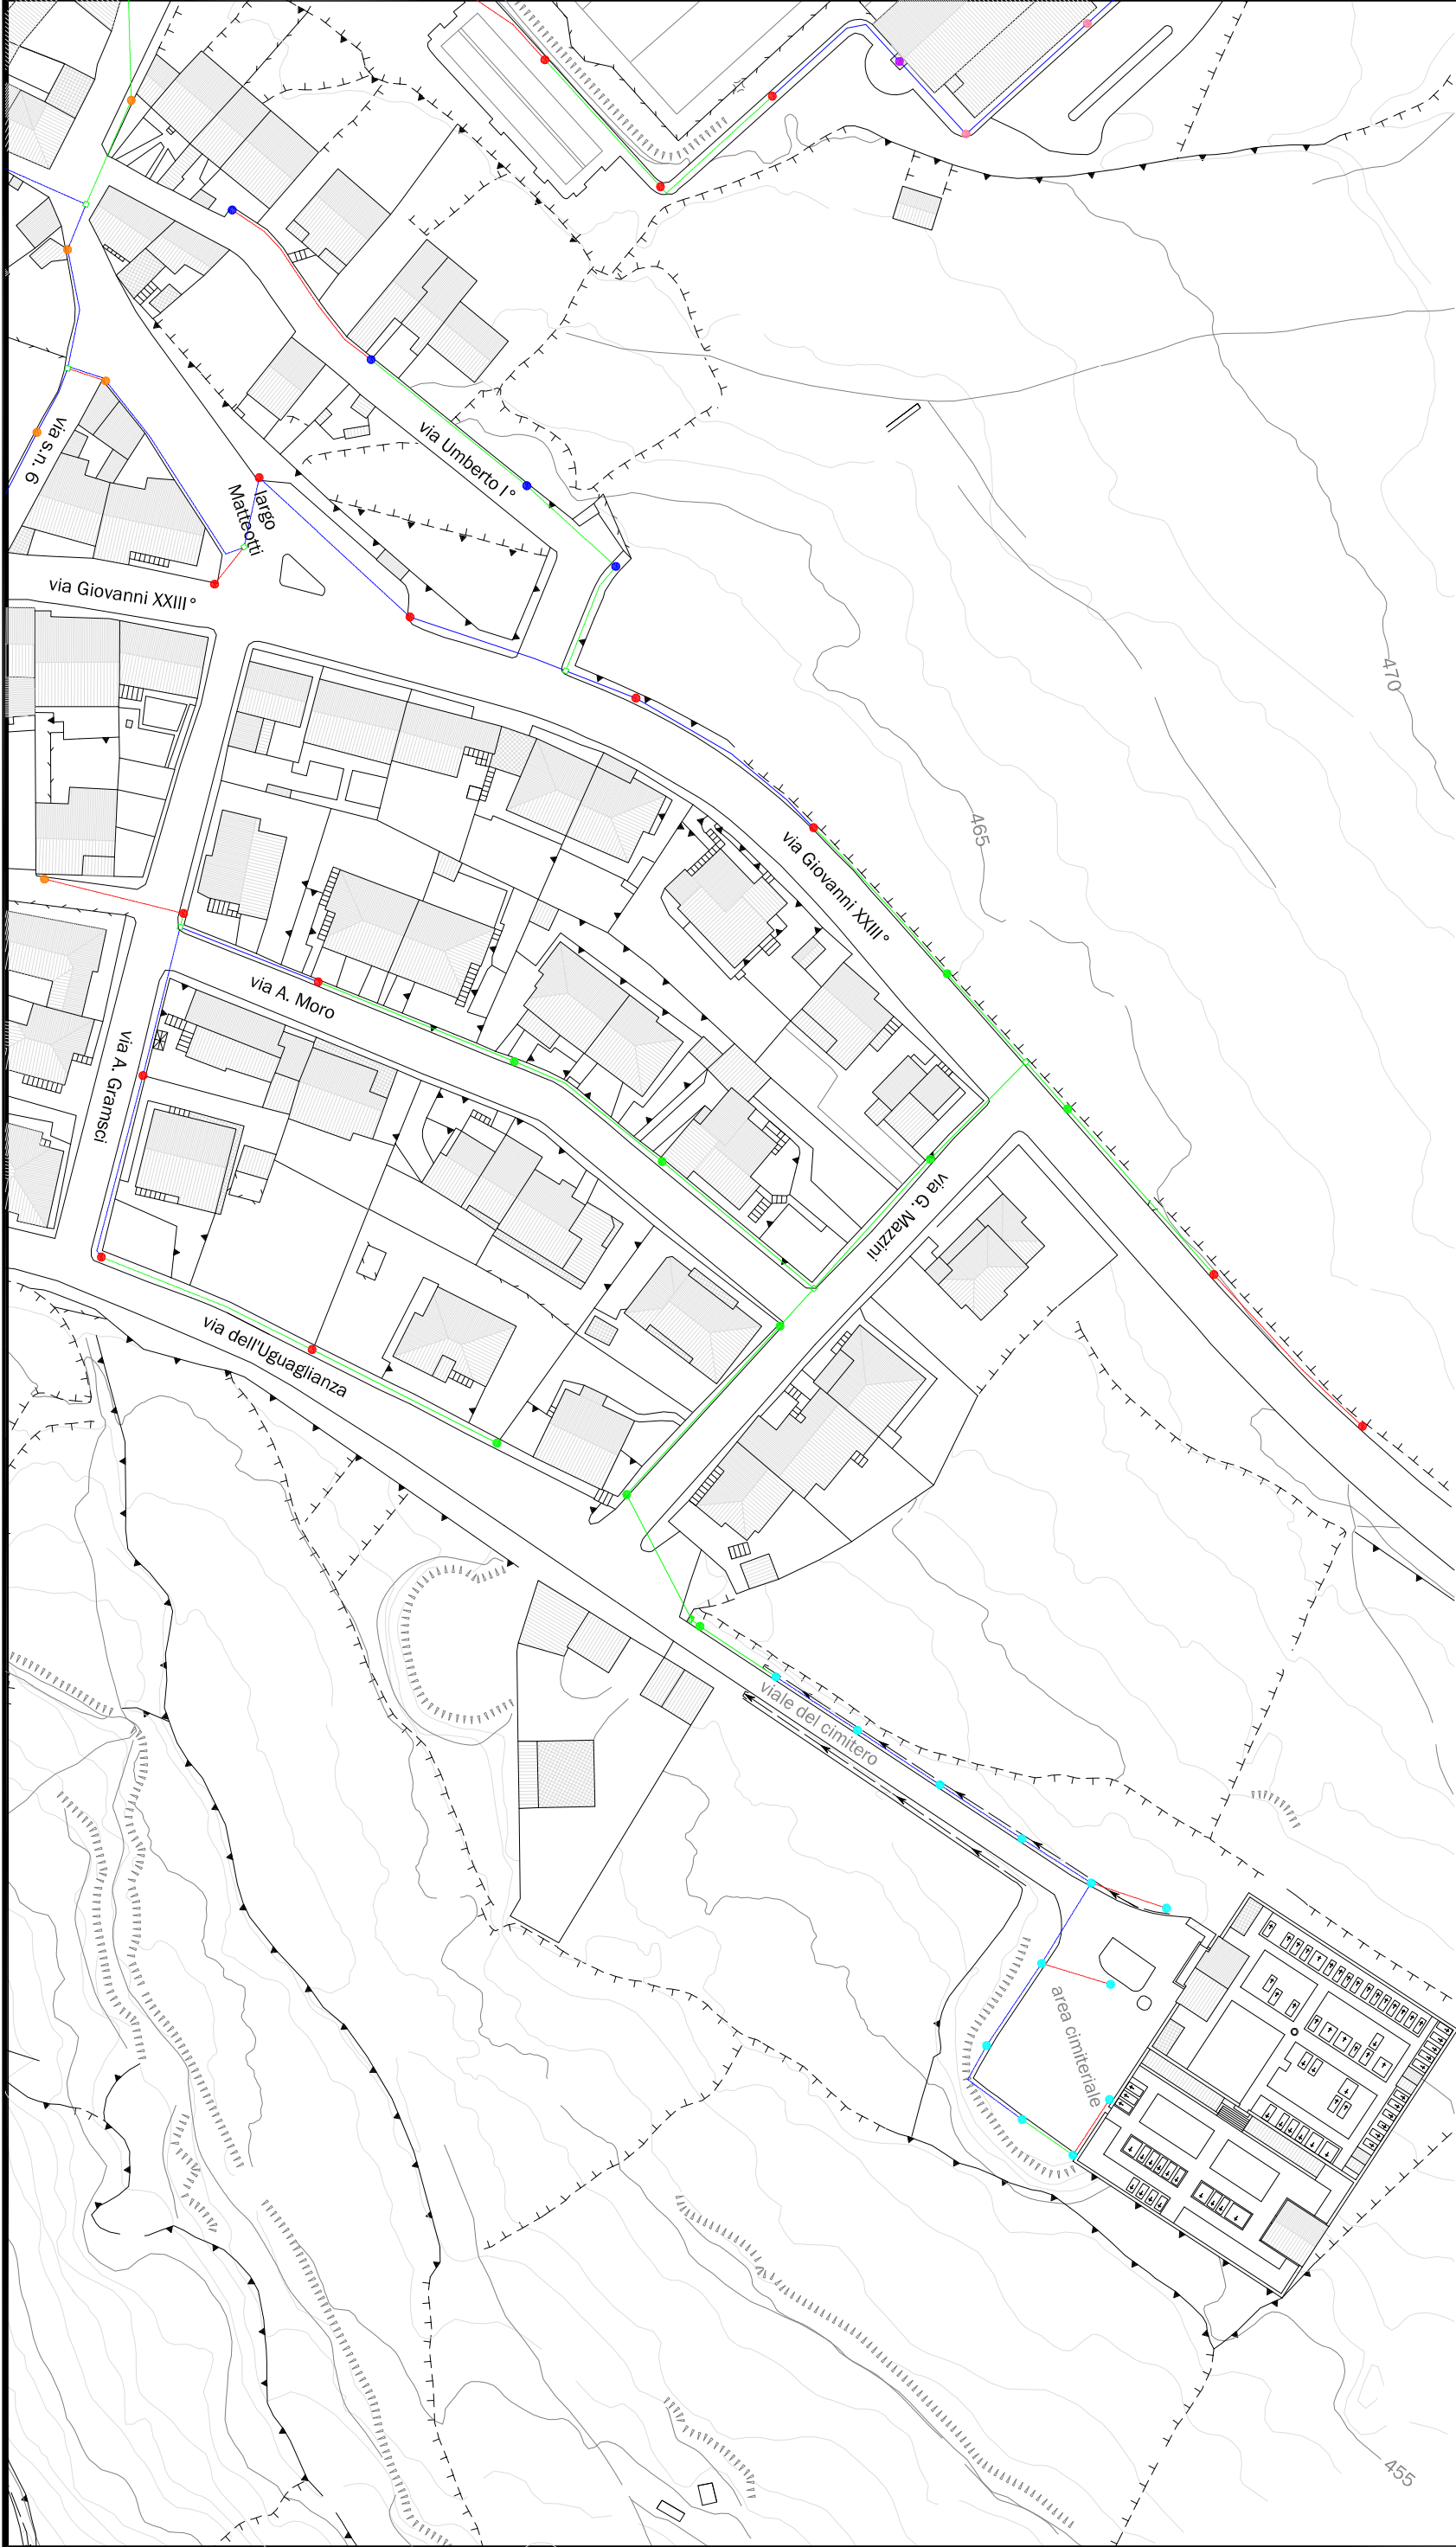 via s.n. 6
via Umberto I°
largo
Matteotti
via Giovanni XXIII°
470
465
via Giovanni XXIII°
via A. Moro
via A. Gramsci
via G. Mazzini
via dell'Uguaglianza
viale del cimitero
area cimiteriale
455